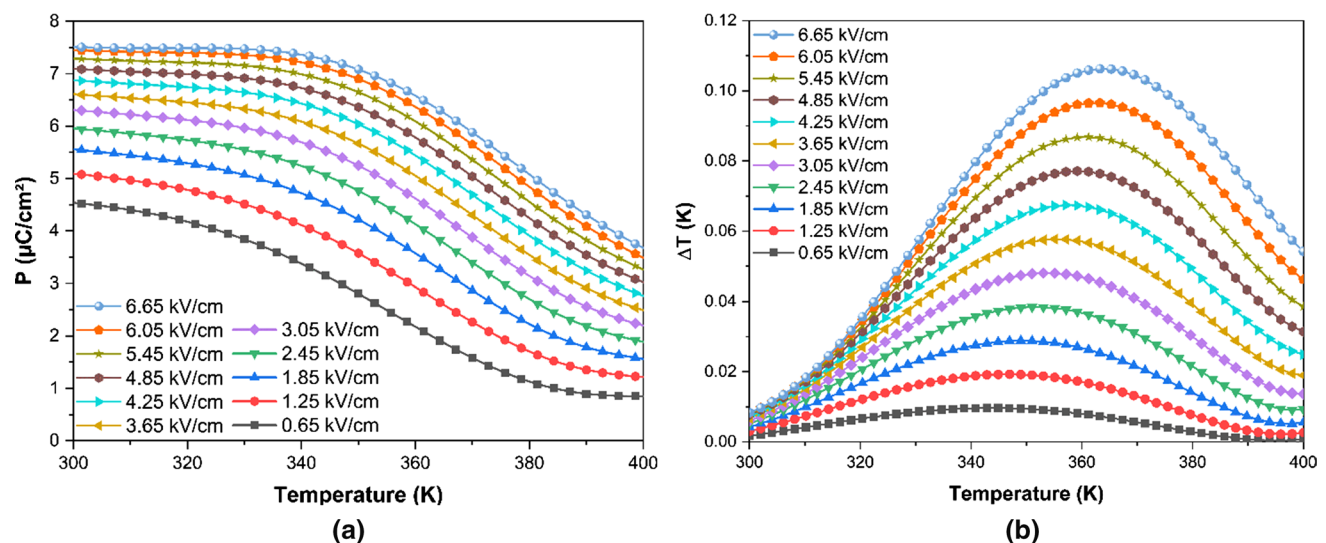 8
7
6
5
4
3
2
1
0
P (µC/cm²)
6.65 kV/cm
6.05 kV/cm
5.45 kV/cm
4.85 kV/cm
4.25 kV/cm
3.65 kV/cm
3.05 kV/cm
2.45 kV/cm
1.85 kV/cm
1.25 kV/cm
0.65 kV/cm
300 320 340 360 380 400
Temperature (K)
(a)
0.12
0.10
0.08
0.06
0.04
0.02
0.00
ΔT (K)
6.65 kV/cm
6.05 kV/cm
5.45 kV/cm
4.85 kV/cm
4.25 kV/cm
3.65 kV/cm
3.05 kV/cm
2.45 kV/cm
1.85 kV/cm
1.25 kV/cm
0.65 kV/cm
300 320 340 360 380 400
Temperature (K)
(b)